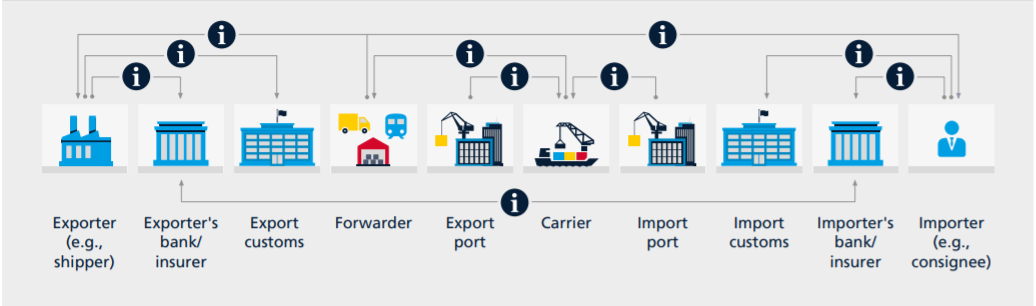 i
i
i
i
i
i
i
i
i
i
Exporter
(e.g.,
shipper)
Exporter's
bank/
insurer
Export
customs
Forwarder
Export
port
Carrier
Import
port
Import
customs
Importer's
bank/
insurer
Importer
(e.g.,
consignee)